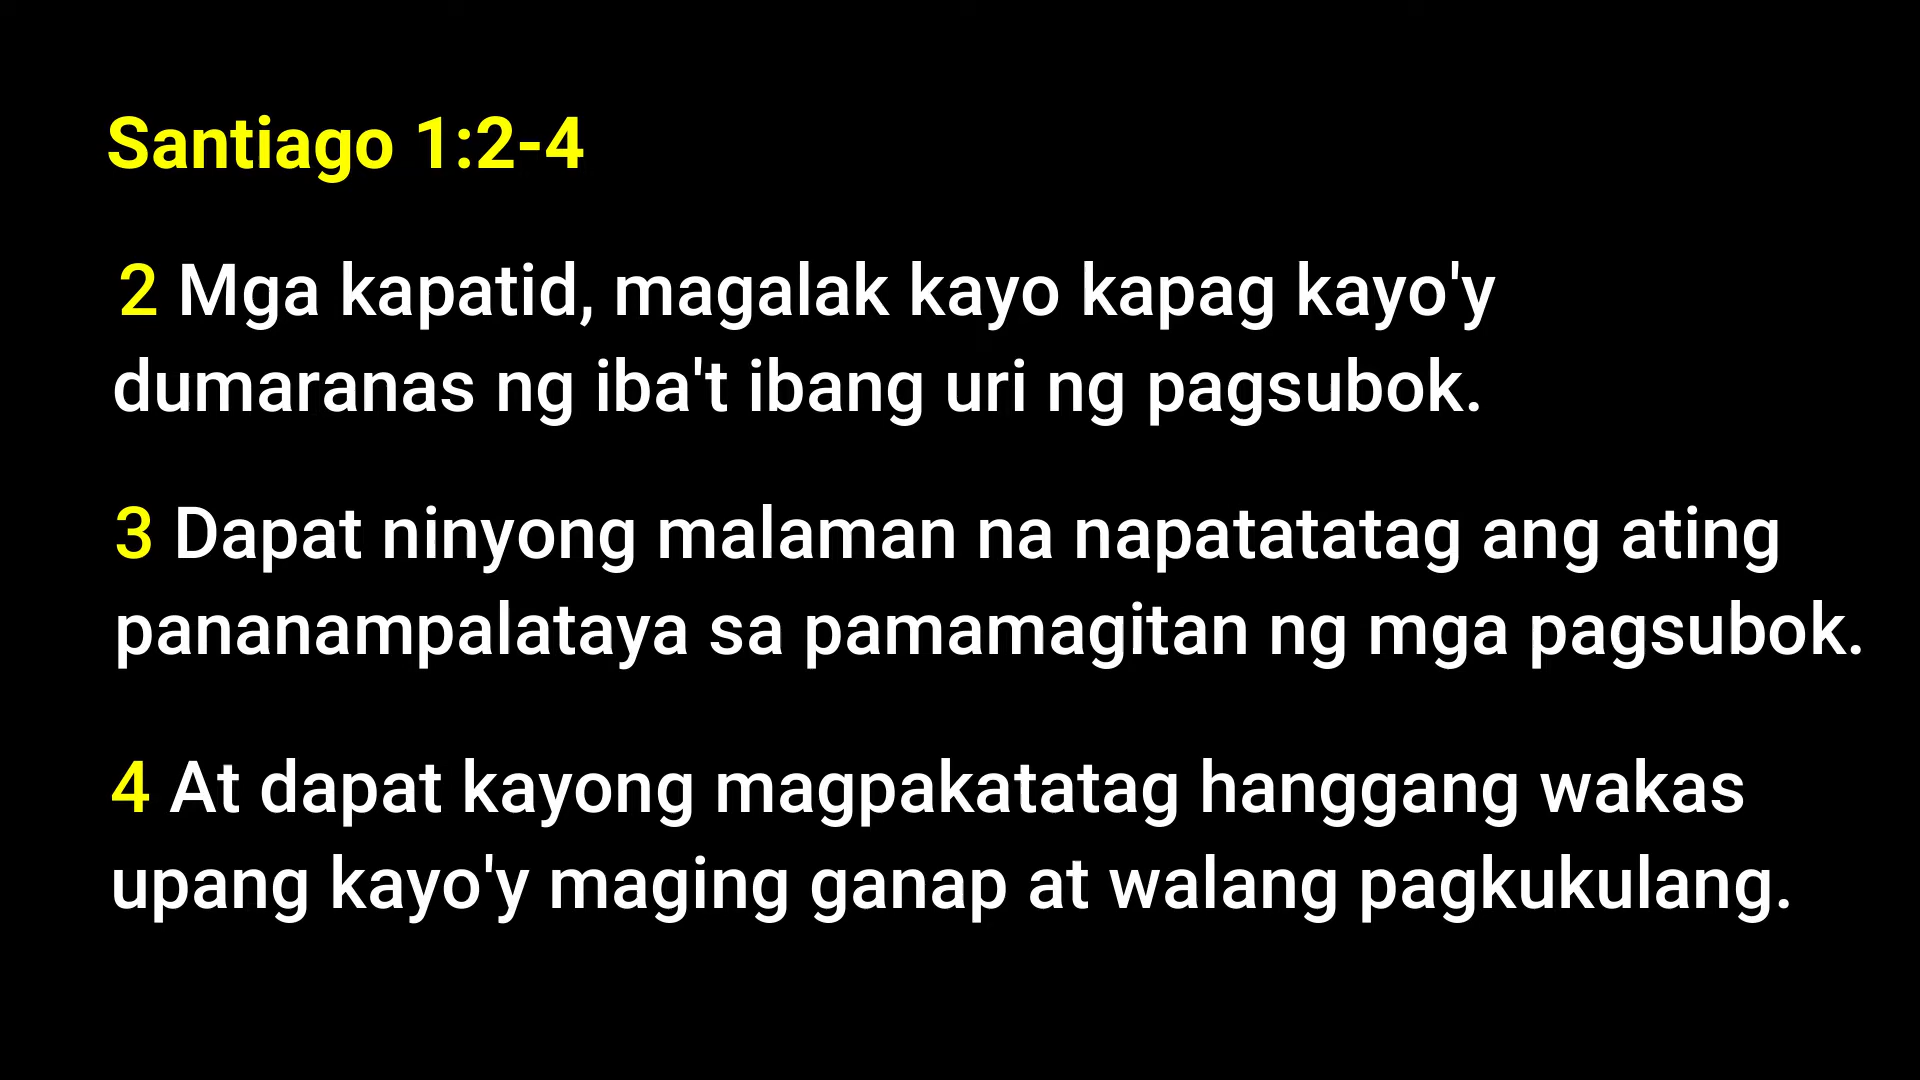 Santiago 1:2-4
2 Mga kapatid, magalak kayo kapag kayo'y
dumaranas ng iba't ibang uri ng pagsubok.
3 Dapat ninyong malaman na napatatatag ang ating
pananampalataya sa pamamagitan ng mga pagsubok.
4 At dapat kayong magpakatatag hanggang wakas
upang kayo'y maging ganap at walang pagkukulang.